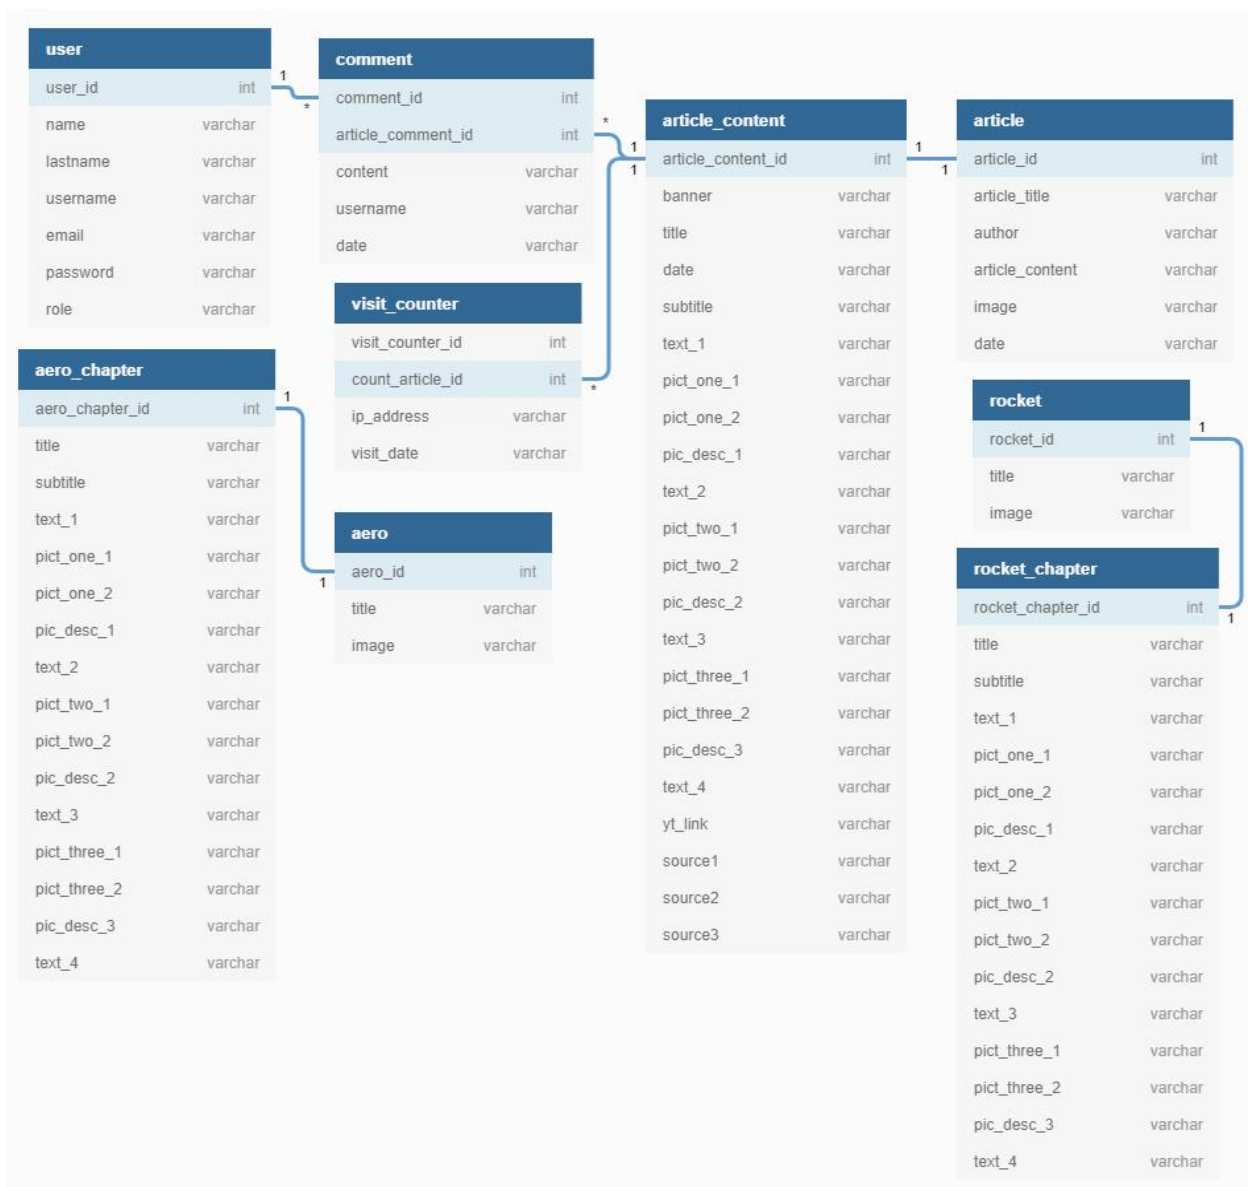 user
user_id int
name varchar
lastname varchar
username varchar
email varchar
password varchar
role varchar
1
*
comment
comment_id int
article_comment_id int
content varchar
username varchar
date varchar
*
1
1
visit_counter
visit_counter_id int
count_article_id int
ip_address varchar
visit_date varchar
*
article_content
article_content_id int
banner varchar
title varchar
date varchar
subtitle varchar
text_1 varchar
pict_one_1 varchar
pict_one_2 varchar
pic_desc_1 varchar
text_2 varchar
pict_two_1 varchar
pict_two_2 varchar
pic_desc_2 varchar
text_3 varchar
pict_three_1 varchar
pict_three_2 varchar
pic_desc_3 varchar
text_4 varchar
yt_link varchar
source1 varchar
source2 varchar
source3 varchar
1
1
article
article_id int
article_title varchar
author varchar
article_content varchar
image varchar
date varchar
aero_chapter
aero_chapter_id int
title varchar
subtitle varchar
text_1 varchar
pict_one_1 varchar
pict_one_2 varchar
pic_desc_1 varchar
text_2 varchar
pict_two_1 varchar
pict_two_2 varchar
pic_desc_2 varchar
text_3 varchar
pict_three_1 varchar
pict_three_2 varchar
pic_desc_3 varchar
text_4 varchar
1
1
aero
aero_id int
title varchar
image varchar
rocket
rocket_id int
title varchar
image varchar
1
1
rocket_chapter
rocket_chapter_id int
title varchar
subtitle varchar
text_1 varchar
pict_one_1 varchar
pict_one_2 varchar
pic_desc_1 varchar
text_2 varchar
pict_two_1 varchar
pict_two_2 varchar
pic_desc_2 varchar
text_3 varchar
pict_three_1 varchar
pict_three_2 varchar
pic_desc_3 varchar
text_4 varchar